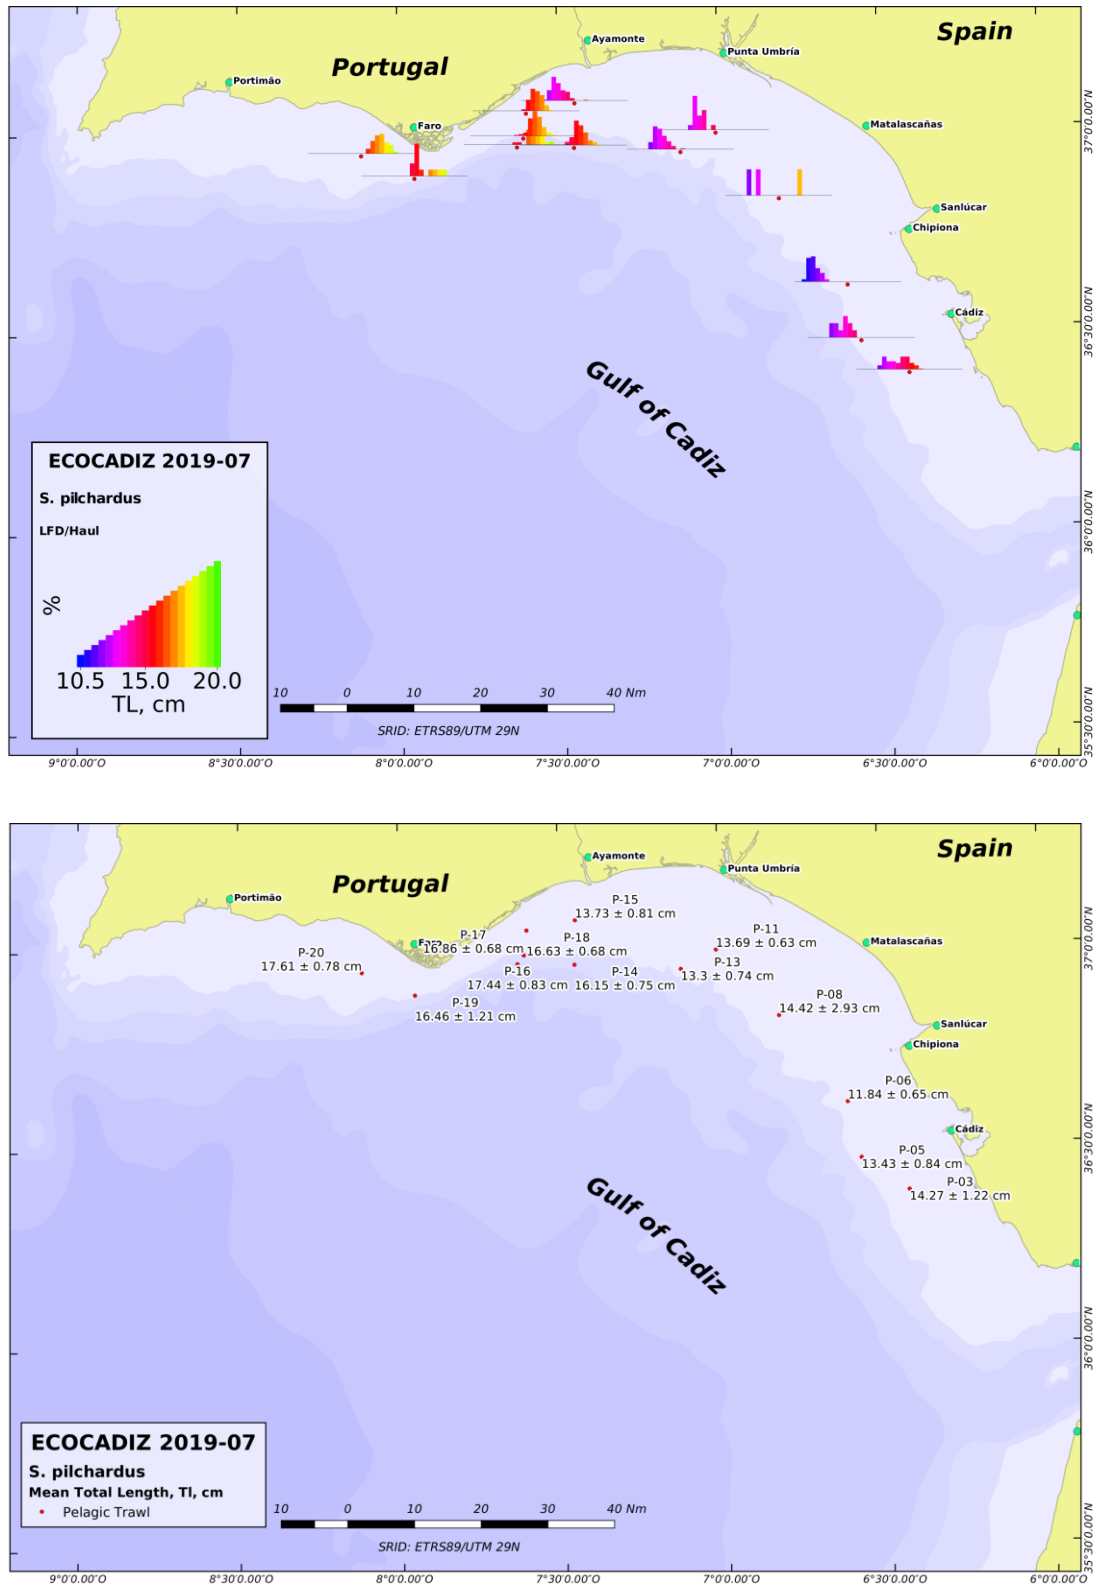 Spain
Ayamonte
Punta Umbría
Portugal
Portimão
Faro
Matalascañas
37°0'0.00"N
Sanlúcar
Chipiona
Cádiz
36°30'0.00"N
Gulf of Cadiz
ECOCADIZ 2019-07
S. pilchardus
LFD/Haul
%
10.5 15.0 20.0
TL, cm
36°0'0.00"N
10 0 10 20 30 40 Nm
SRID: ETRS89/UTM 29N
35°30'0.00"N
9°0'0.00"O 8°30'0.00"O 8°0'0.00"O 7°30'0.00"O 7°0'0.00"O 6°30'0.00"O 6°0'0.00"O
Spain
Ayamonte
Punta Umbría
Portugal
Portimão
P-15
13.73 ± 0.81 cm
P-11
13.69 ± 0.63 cm
Matalascañas
Faro
P-17
16.86 ± 0.68 cm
P-18
16.63 ± 0.68 cm
37°0'0.00"N
P-20
17.61 ± 0.78 cm
P-16
17.44 ± 0.83 cm
P-14
16.15 ± 0.75 cm
P-13
13.3 ± 0.74 cm
P-19
16.46 ± 1.21 cm
P-08
14.42 ± 2.93 cm
Sanlúcar
Chipiona
P-06
11.84 ± 0.65 cm
Cádiz
36°30'0.00"N
P-05
13.43 ± 0.84 cm
P-03
14.27 ± 1.22 cm
Gulf of Cadiz
36°0'0.00"N
ECOCADIZ 2019-07
S. pilchardus
Mean Total Length, Tl, cm
Pelagic Trawl
10 0 10 20 30 40 Nm
SRID: ETRS89/UTM 29N
35°30'0.00"N
9°0'0.00"O 8°30'0.00"O 8°0'0.00"O 7°30'0.00"O 7°0'0.00"O 6°30'0.00"O 6°0'0.00"O